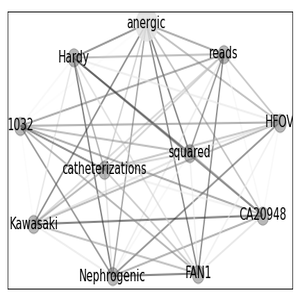 anergic
Hardy
reads
1032
HFOV
squared
catheterizations
Kawasaki
CA20948
Nephrogenic
FAN1